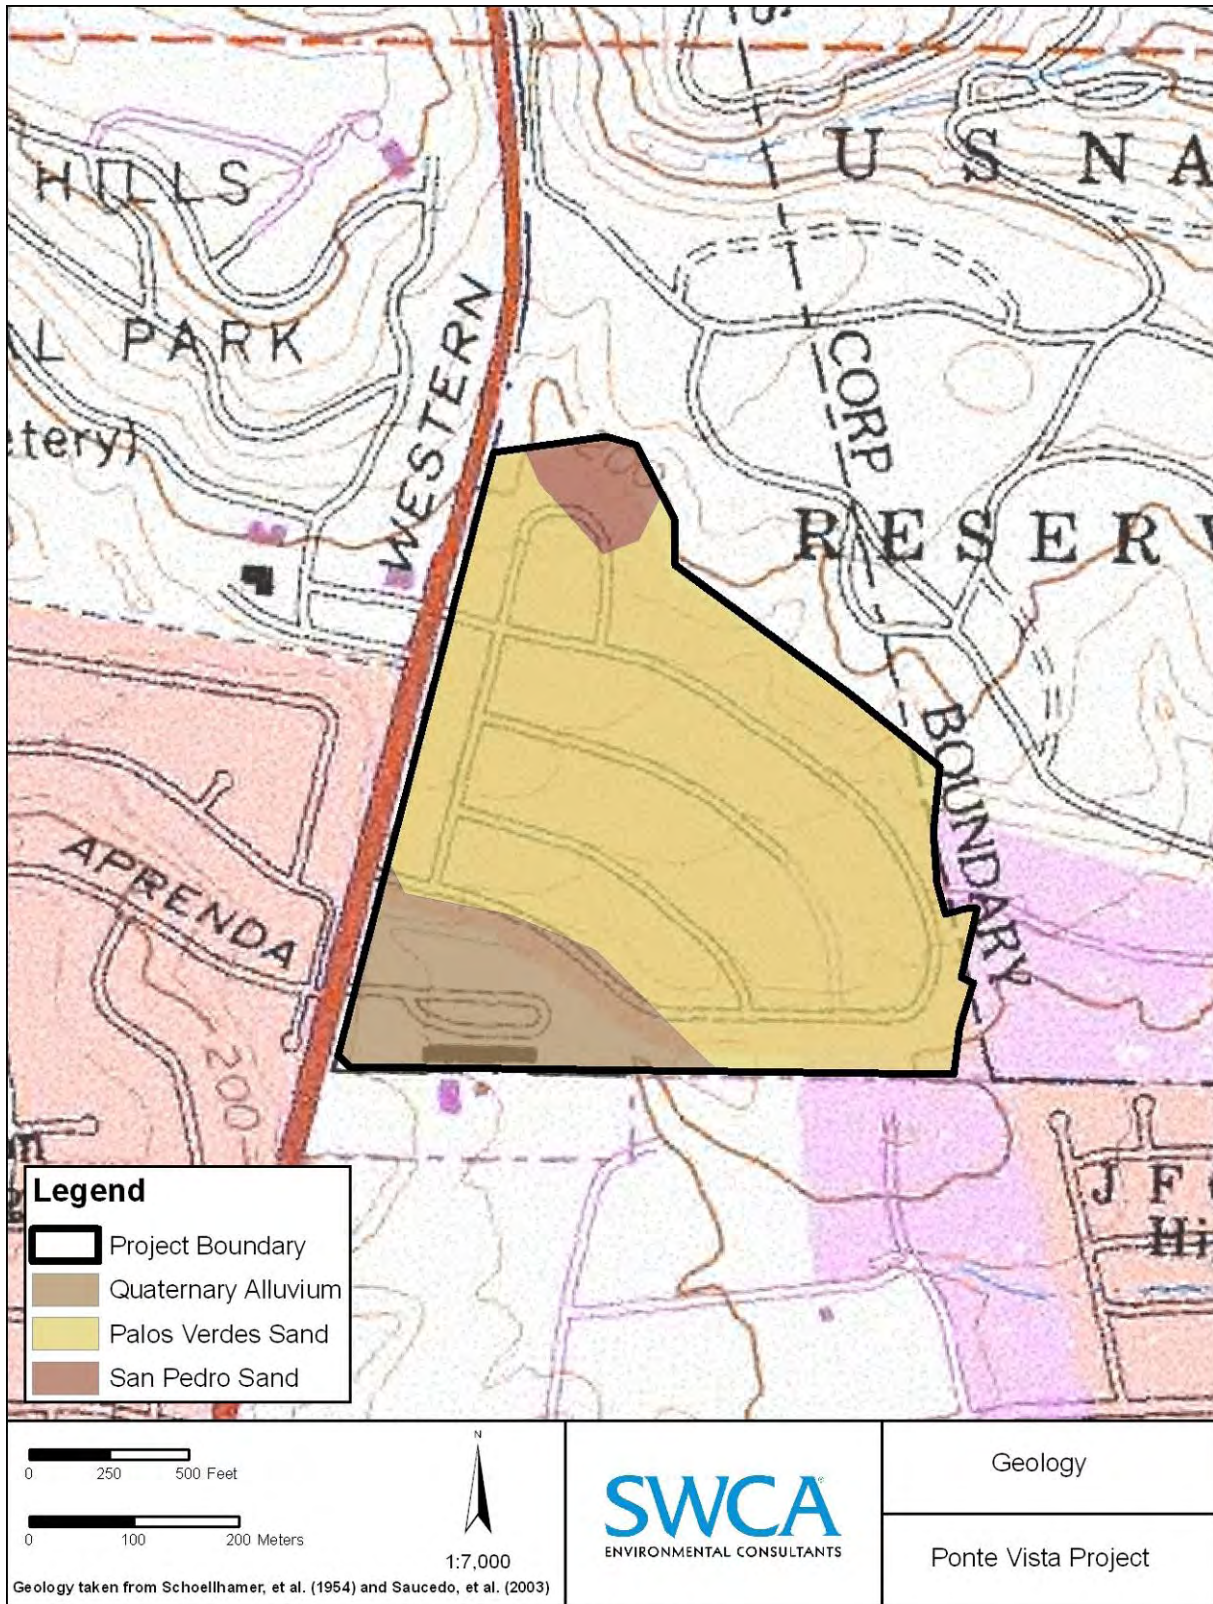 U S N A
HILLS
WESTERN
AL PARK
CORP
etery)
RESERV
BOUNDARY
APRENDA
200
Legend
Project Boundary
Quaternary Alluvium
Palos Verdes Sand
San Pedro Sand
J F
Hi
0 250 500 Feet
0 100 200 Meters
N
1:7,000
Geology taken from Schoellhamer, et al. (1954) and Saucedo, et al. (2003)
SWCA
ENVIRONMENTAL CONSULTANTS
Geology
Ponte Vista Project